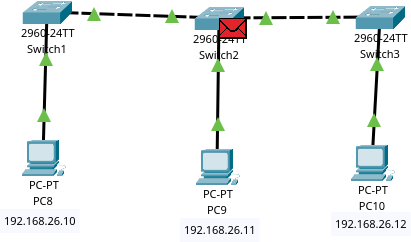 2960-24TT
Switch1
2960-24TT
Switch2
2960-24TT
Switch3
PC-PT
PC8
192.168.26.10
PC-PT
PC9
192.168.26.11
PC-PT
PC10
192.168.26.12